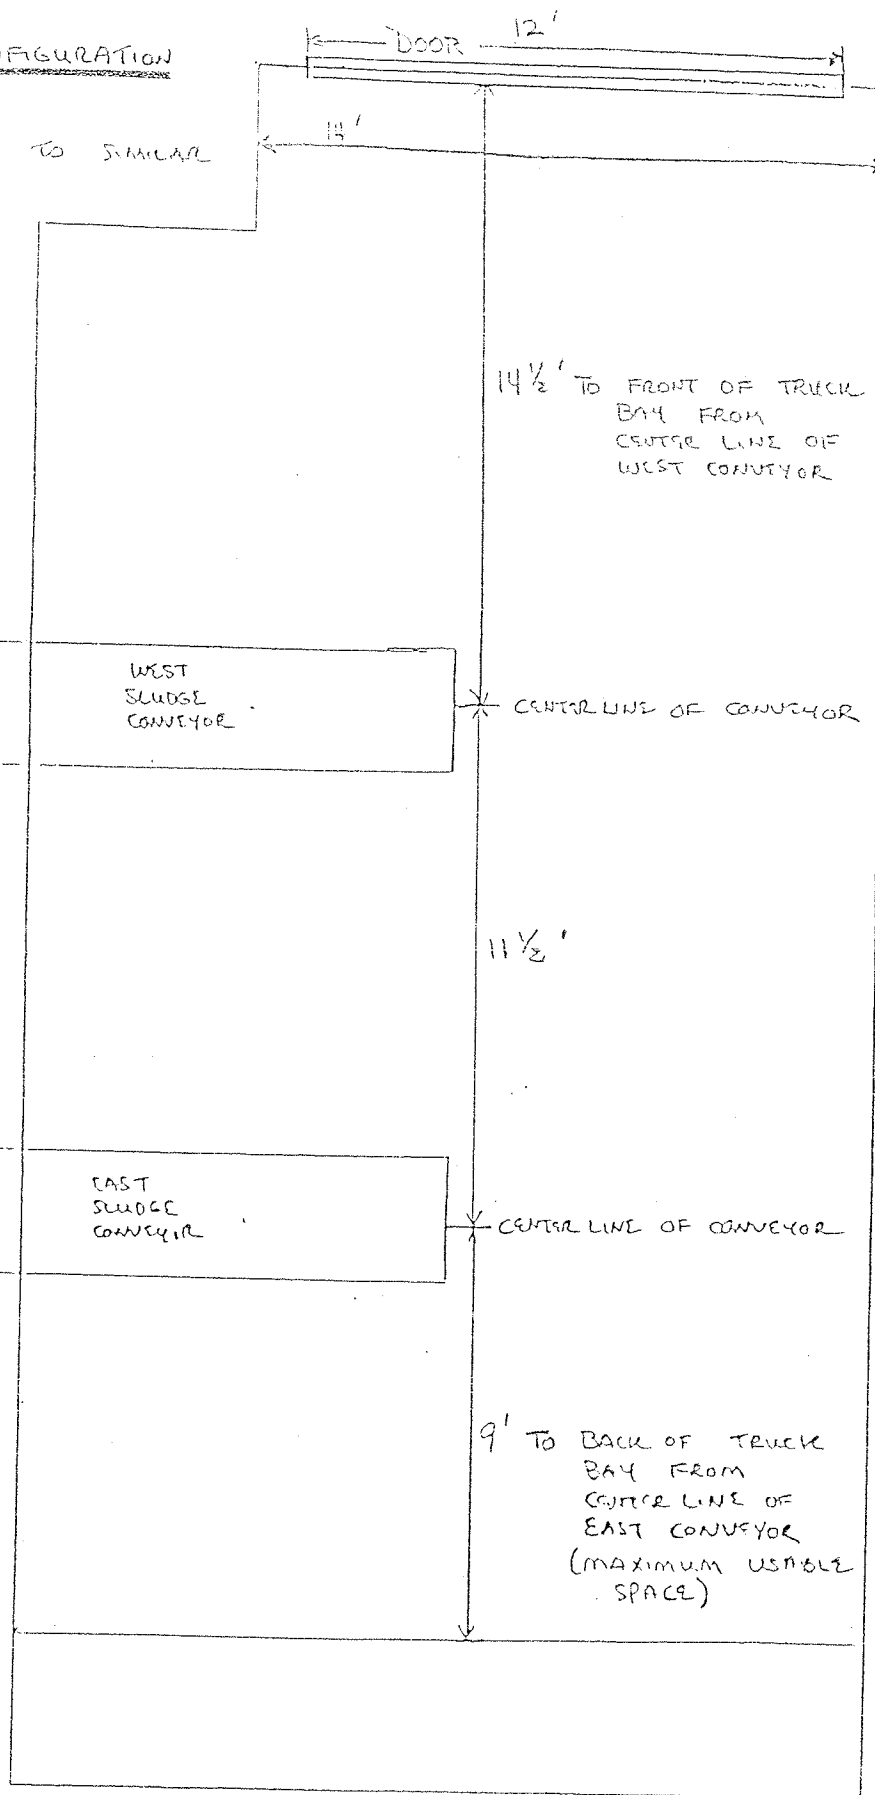 DOOR 12'
FIGURATION
14'
TO SIMILAR
14 ½' TO FRONT OF TRUCK
BAY FROM
CENTER LINE OF
WEST CONVEYOR
WEST
SLUDGE
CONVEYOR
CENTER LINE OF CONVEYOR
11 ½'
EAST
SLUDGE
CONVEYIR
CENTER LINE OF CONVEYOR
9' TO BACK OF TRUCK
BAY FROM
CENTER LINE OF
EAST CONVEYOR
(MAXIMUM USABLE
SPACE)